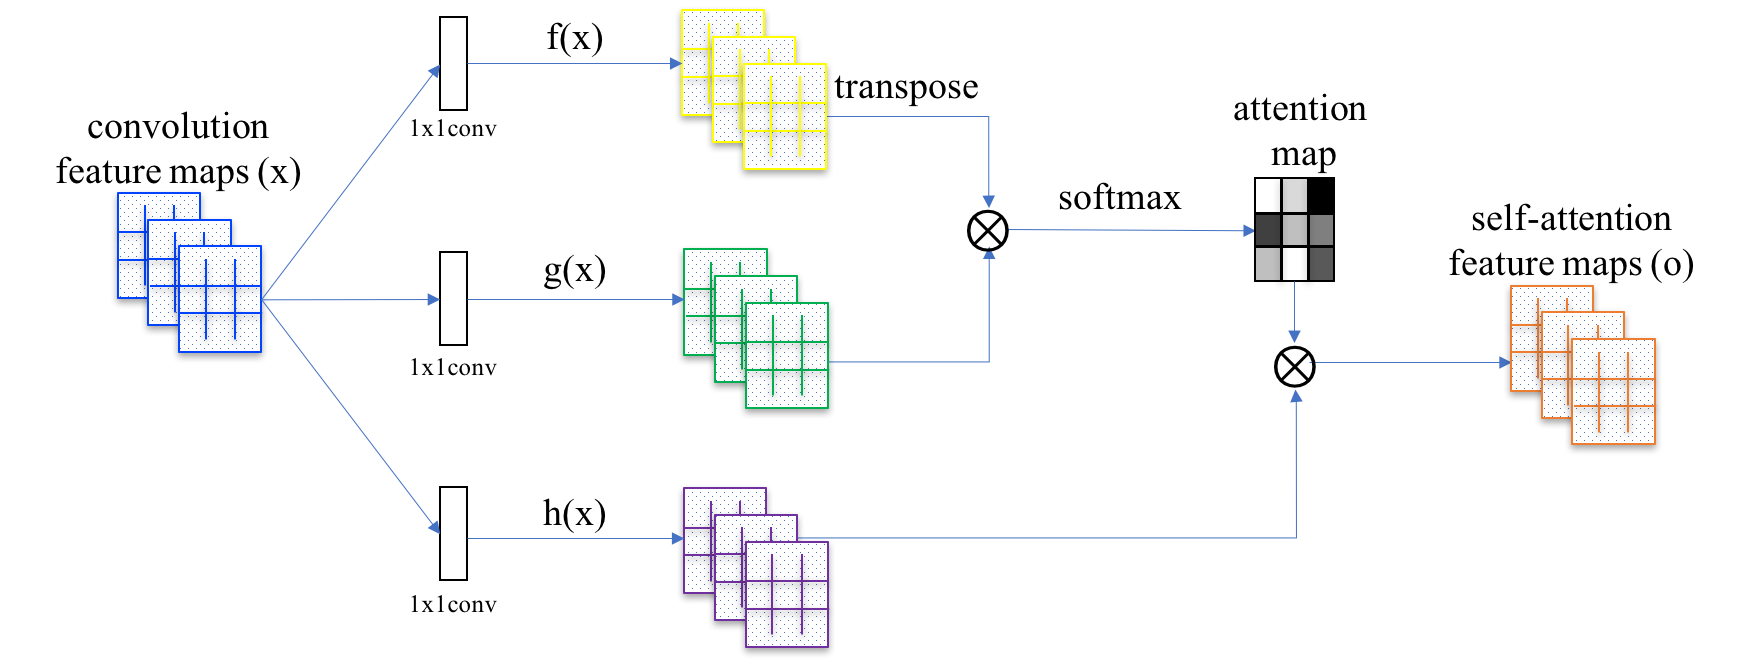 convolution
feature maps (x)
1x1conv
f(x)
transpose
1x1conv
g(x)
1x1conv
h(x)
softmax
attention
map
self-attention
feature maps (o)